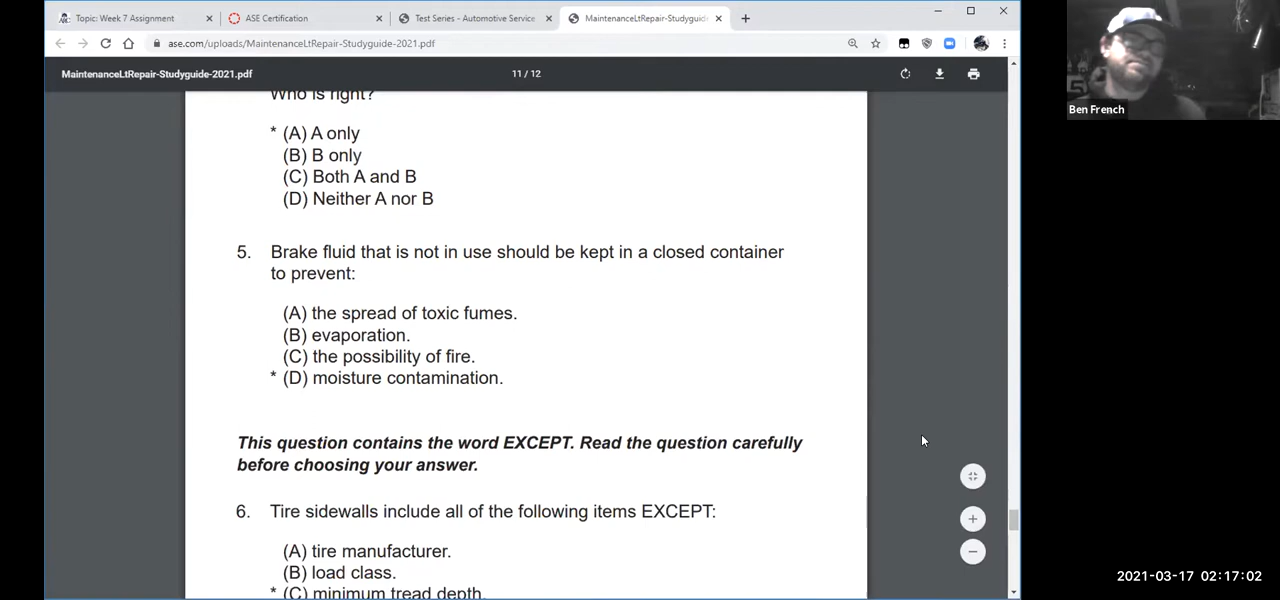 Topic: Week 7 Assignment
ASE Certification
Test Series - Automotive Service
MaintenanceLtRepair-Studyguide
ase.com/uploads/MaintenanceLtRepair-Studyguide-2021.pdf
MaintenanceLtRepair-Studyguide-2021.pdf
11 / 12
Who is right?
* (A) A only
(B) B only
(C) Both A and B
(D) Neither A nor B
5. Brake fluid that is not in use should be kept in a closed container
to prevent:
(A) the spread of toxic fumes.
(B) evaporation.
(C) the possibility of fire.
* (D) moisture contamination.
This question contains the word EXCEPT. Read the question carefully
before choosing your answer.
6. Tire sidewalls include all of the following items EXCEPT:
(A) tire manufacturer.
(B) load class.
* (C) minimum tread depth.
Ben French
2021-03-17 02:17:02